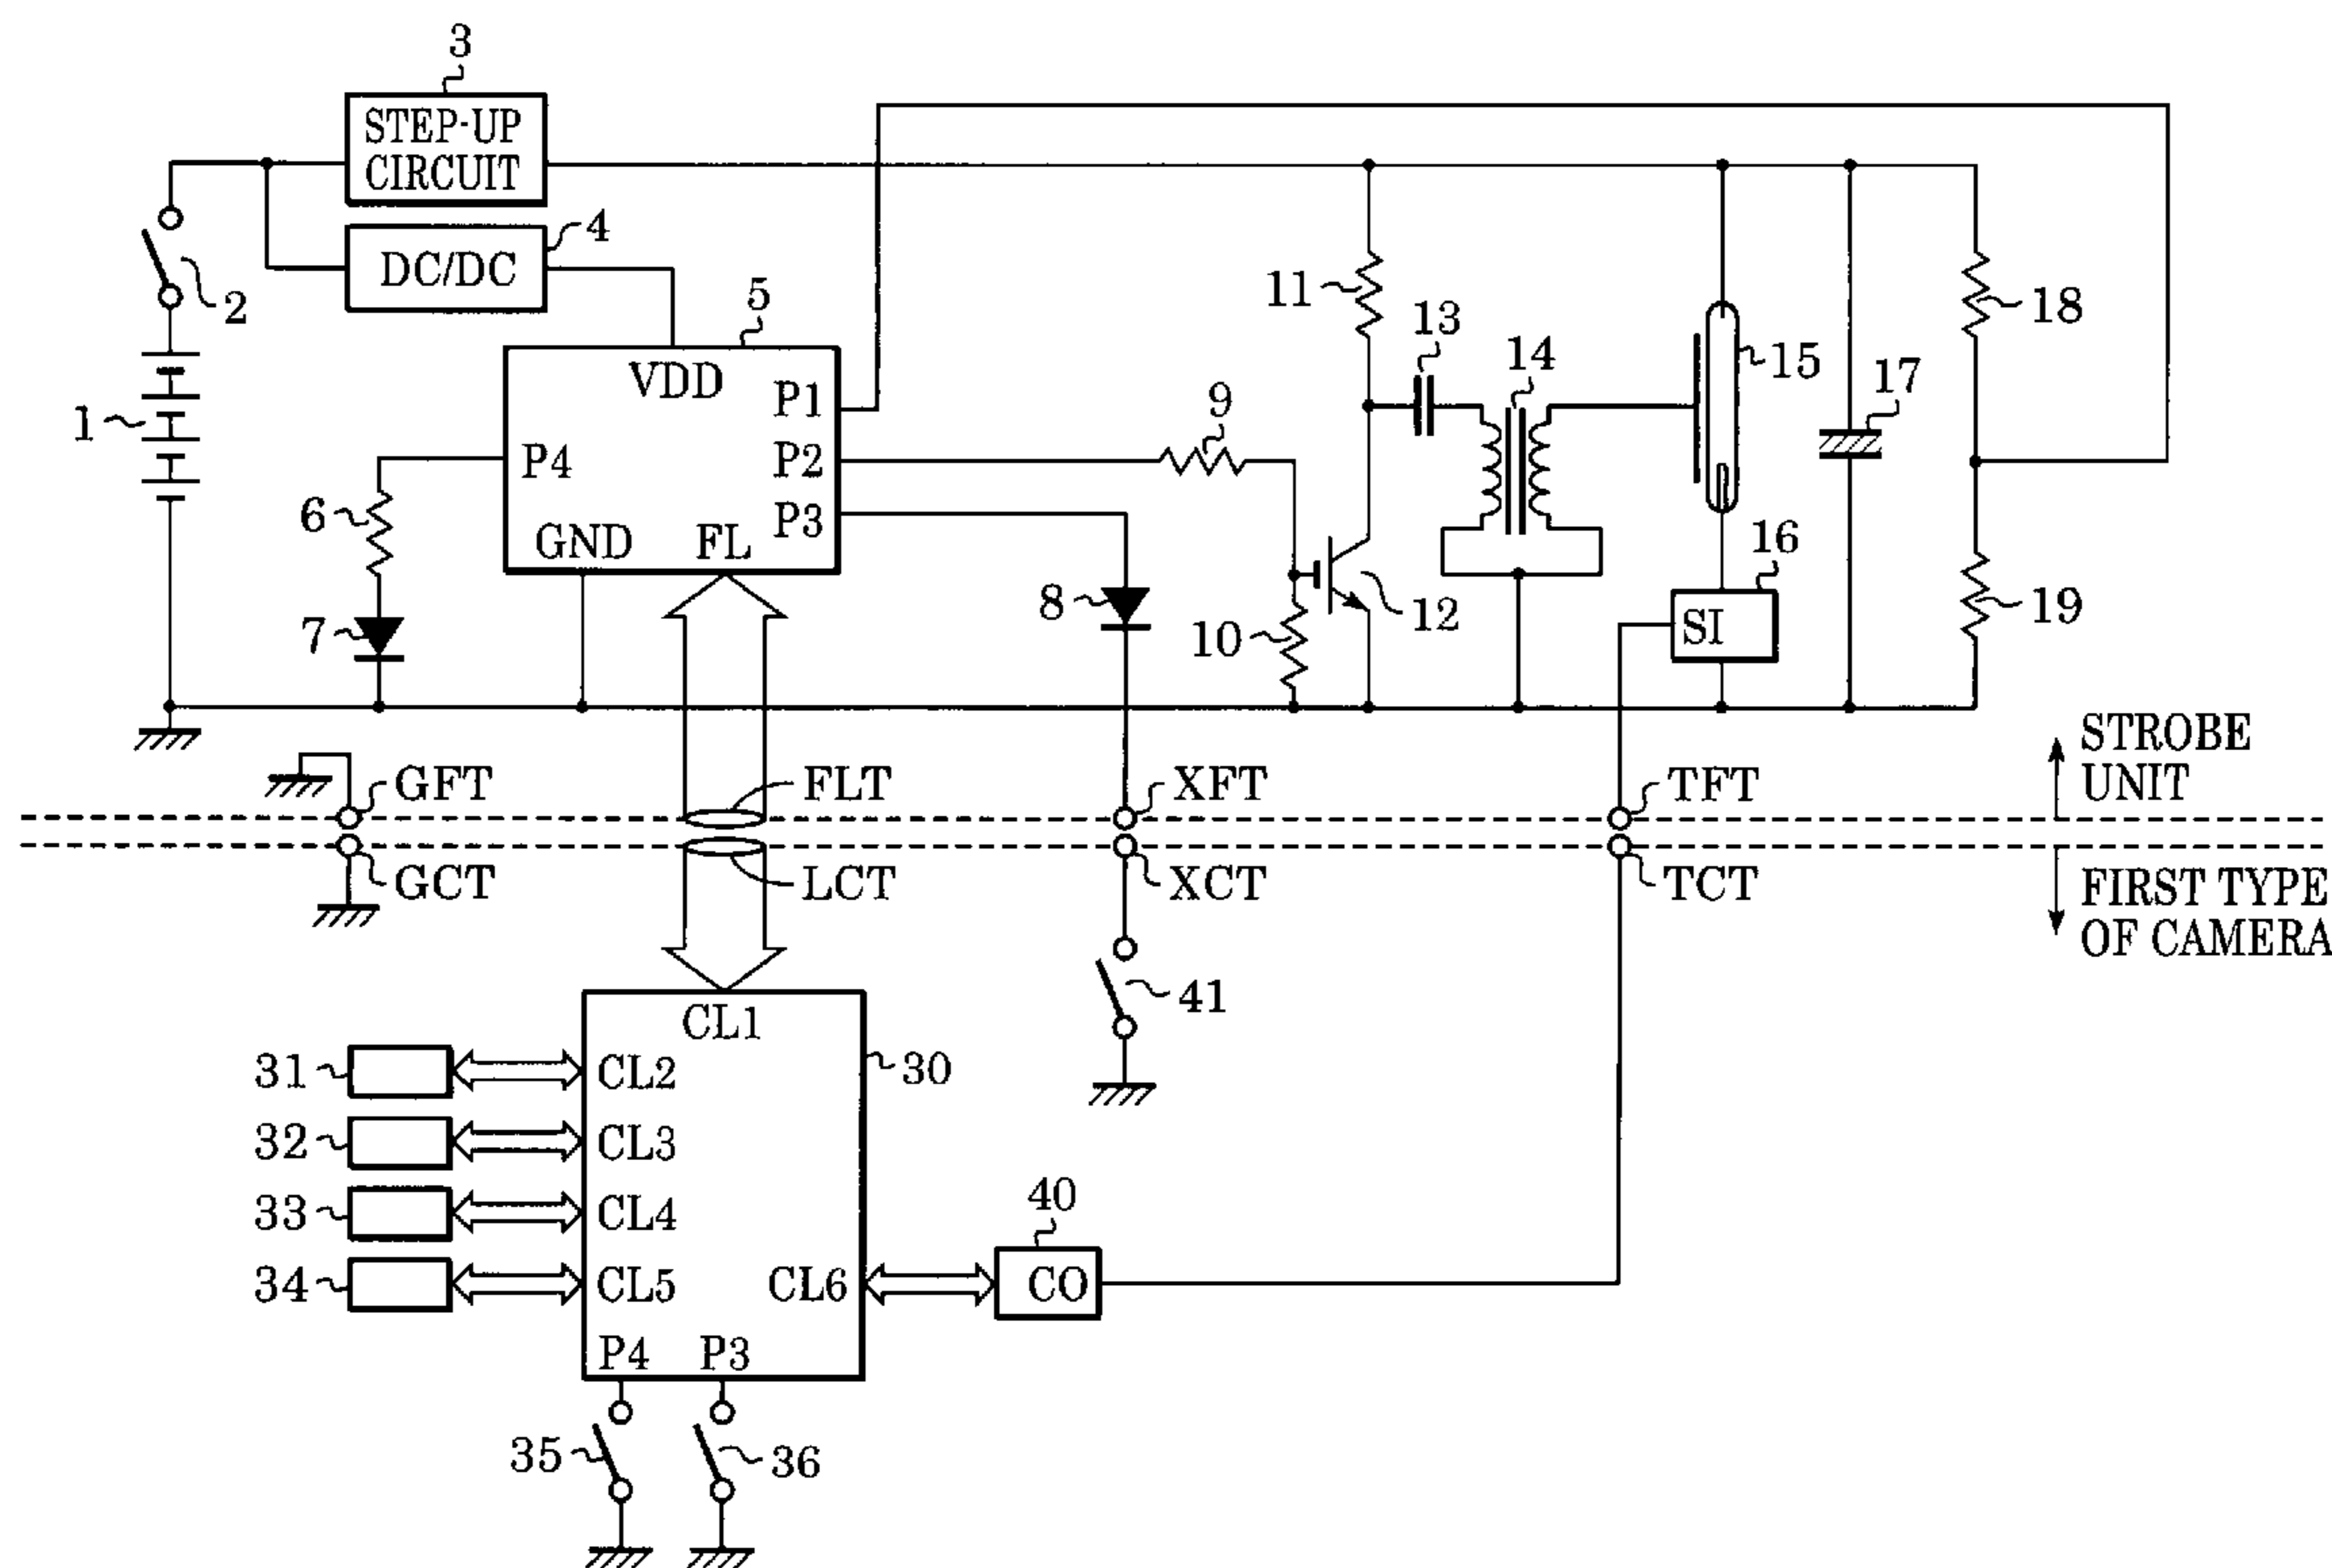 3
STEP-UP
CIRCUIT
4
DC/DC
2
5
11
13
14
15
17
18
VDD
P1
1
9
P4
P2
6
P3
16
GND
FL
8
12
19
7
10
SI
STROBE
UNIT
GFT
FLT
XFT
TFT
GCT
LCT
XCT
TCT
FIRST TYPE
OF CAMERA
41
CL1
31
CL2
30
32
CL3
40
33
CL4
34
CL5
CL6
CO
P4
P3
35
36